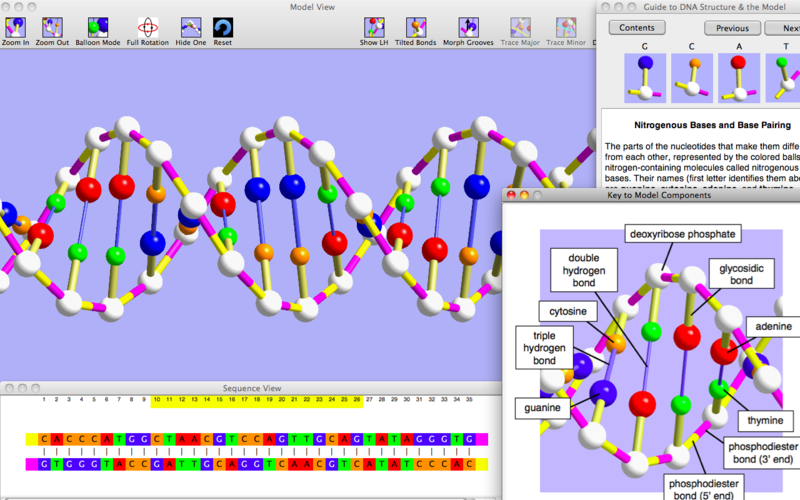 Model View
Zoom In Zoom Out Balloon Mode Full Rotation Hide One Reset Show LH Tilted Bonds Morph Grooves Trace Major Trace Minor
Guide to DNA Structure & the Model
Contents Previous Next
G C A T
Nitrogenous Bases and Base Pairing
The parts of the nucleotides that make them
from each other, represented by the colored balls
nitrogen-containing molecules called nitrogenous
bases. Their names (first letter identifies them
Key to Model Components
deoxyribose phosphate
double
hydrogen
bond
glycosidic
bond
cytosine
adenine
triple
hydrogen
bond
guanine
thymine
phosphodiester
bond (3' end)
phosphodiester
bond (5' end)
Sequence View
1 2 3 4 5 6 7 8 9 10 11 12 13 14 15 16 17 18 19 20 21 22 23 24 25 26 27 28 29 30 31 32 33 34 35
C A C C C A T G G C T A A C G T C C A G T T G C A G T A T A G G G T G
G T G G G T A C C G A T T G C A G G T C A A C G T C A T A T C C C A C